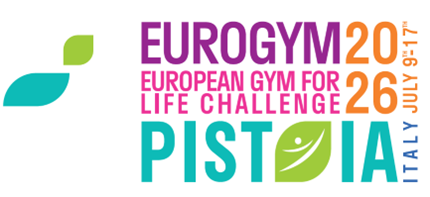 EUROGYM 20
EUROPEAN GYM FOR
LIFE CHALLENGE 26
PISTOIA
ITALY JULY 9TH-17TH